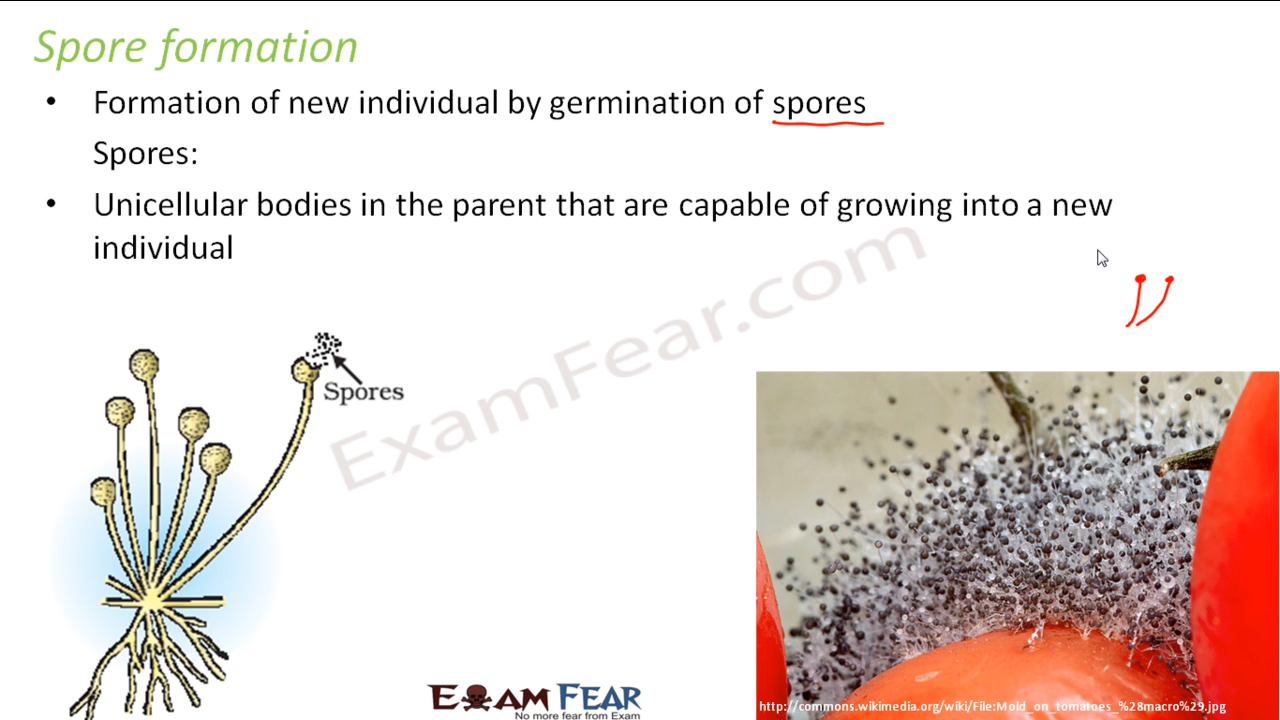 Spore formation
• Formation of new individual by germination of spores
Spores:
• Unicellular bodies in the parent that are capable of growing into a new
individual
ExamFear.com
Spores
EXAM FEAR
No more fear from Exam
http://commons.wikimedia.org/wiki/File:Mold_on_tomatoes_%28macro%29.jpg